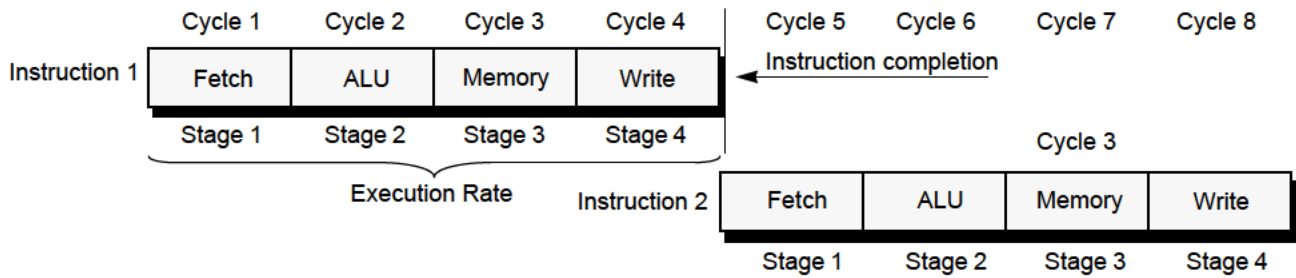 Cycle 1 Cycle 2 Cycle 3 Cycle 4 Cycle 5 Cycle 6 Cycle 7 Cycle 8
Instruction 1 Fetch ALU Memory Write Instruction completion
Stage 1 Stage 2 Stage 3 Stage 4
Cycle 3
Execution Rate
Instruction 2 Fetch ALU Memory Write
Stage 1 Stage 2 Stage 3 Stage 4